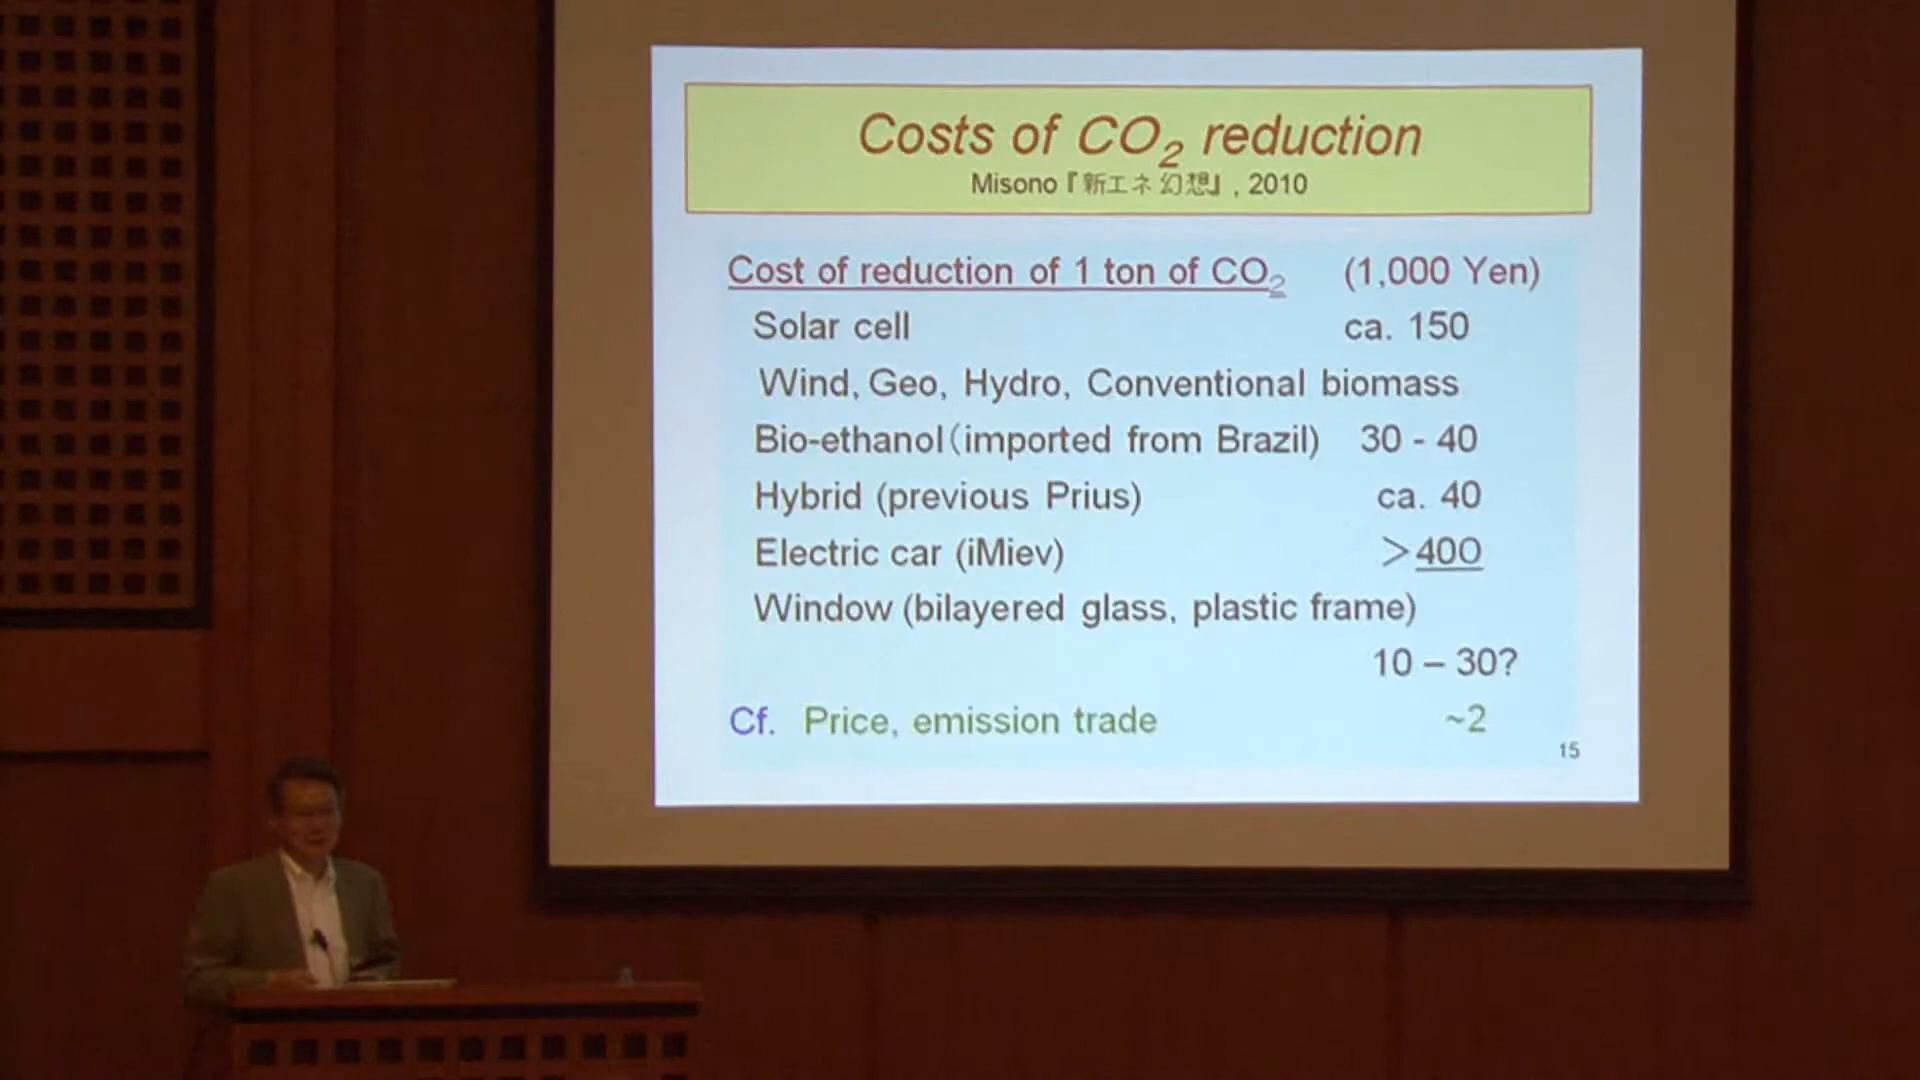 Costs of CO₂ reduction
Misono『新エネ幻想』, 2010
Cost of reduction of 1 ton of CO₂ (1,000 Yen)
Solar cell ca. 150
Wind, Geo, Hydro, Conventional biomass
Bio-ethanol(imported from Brazil) 30 - 40
Hybrid (previous Prius) ca. 40
Electric car (iMiev) >400
Window (bilayered glass, plastic frame)
10 – 30?
Cf. Price, emission trade ~2
15